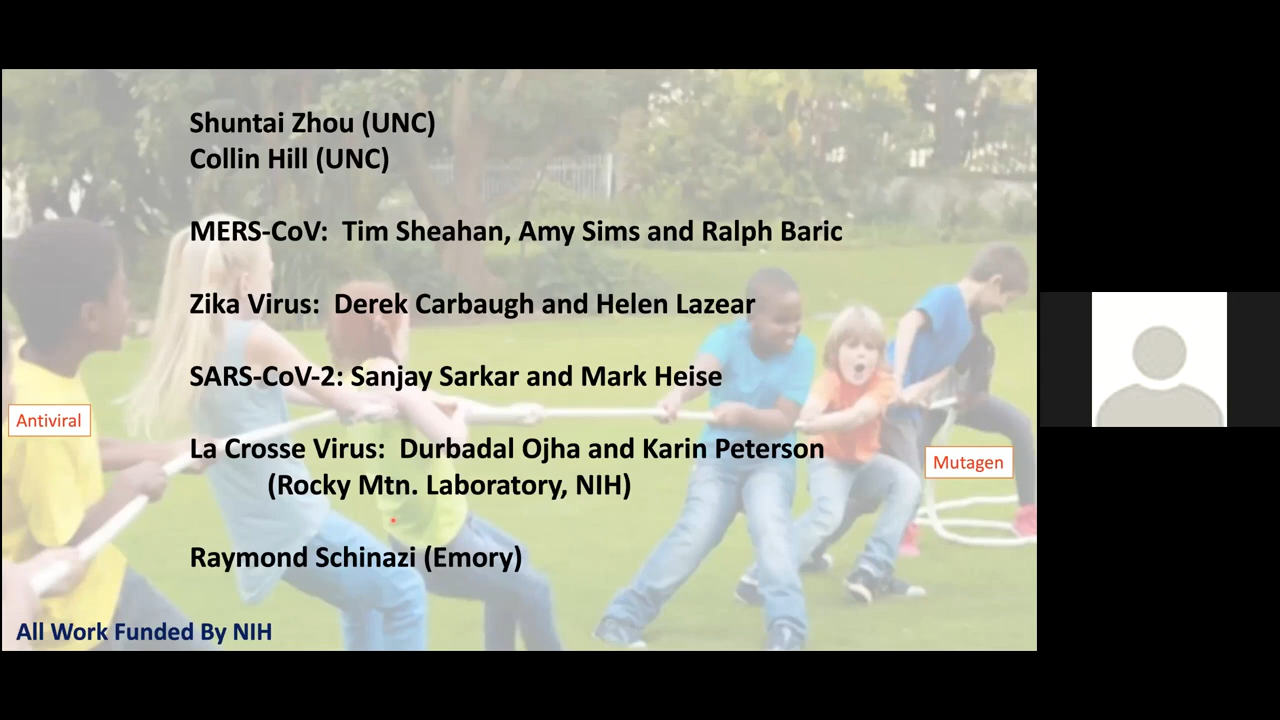 Shuntai Zhou (UNC)
Collin Hill (UNC)
MERS-CoV:  Tim Sheahan, Amy Sims and Ralph Baric
Zika Virus:  Derek Carbaugh and Helen Lazear
SARS-CoV-2: Sanjay Sarkar and Mark Heise
Antiviral
La Crosse Virus:  Durbadal Ojha and Karin Peterson
Mutagen
(Rocky Mtn. Laboratory, NIH)
Raymond Schinazi (Emory)
All Work Funded By NIH